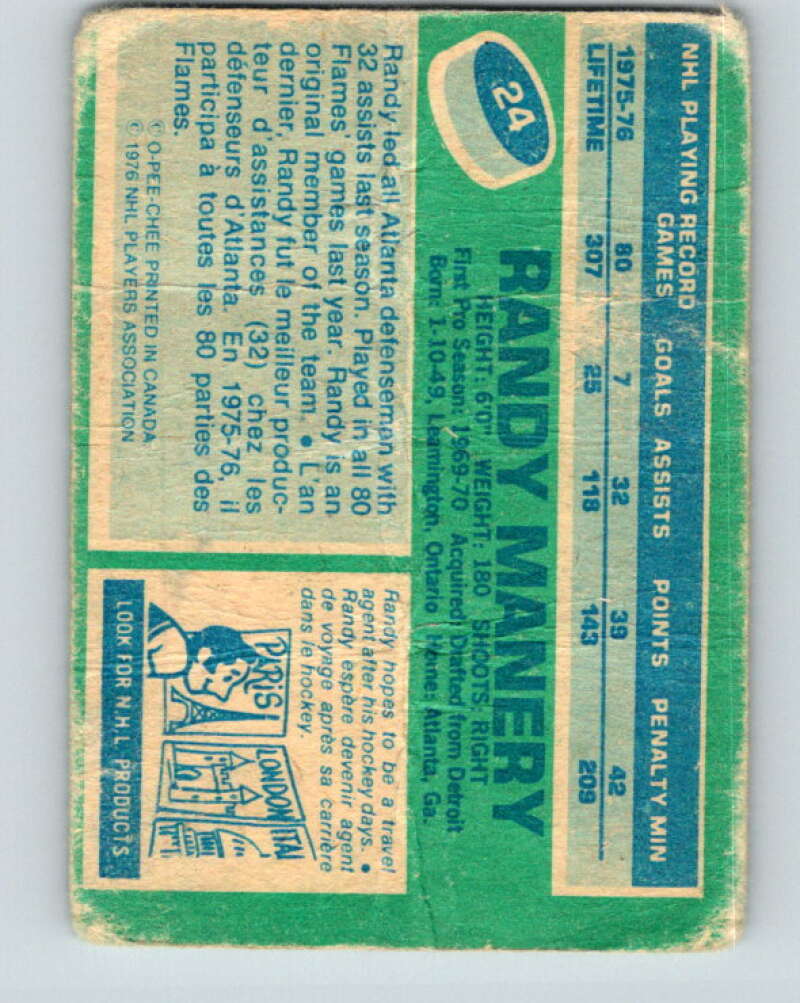 24
NHL PLAYING RECORD
GAMES GOALS ASSISTS POINTS PENALTY MIN
1975-76 80 7 32 39 42
LIFETIME 307 25 118 143 209
RANDY MANERY
HEIGHT: 6'0" WEIGHT: 180 SHOOTS: RIGHT
First Pro Season: 1969-70 Acquired: Drafted from Detroit
Born: 1-10-49, Leamington, Ontario Home: Atlanta, Ga.
Randy led all Atlanta defenseman with
32 assists last season. Played in all 80
Flames' games last year. Randy is an
original member of the team. • L'an
dernier, Randy fut le meilleur produc-
teur d'assistances (32) chez les
défenseurs d'Atlanta. En 1975-76, il
participa à toutes les 80 parties des
Flames.
© O-PEE-CHEE PRINTED IN CANADA
© 1976 NHL PLAYERS ASSOCIATION
Randy hopes to be a travel
agent after his hockey days. •
Randy espère devenir agent
de voyage après sa carrière
dans le hockey.
PARIS
LONDON
ITAL
LOOK FOR N.H.L PRODUCTS